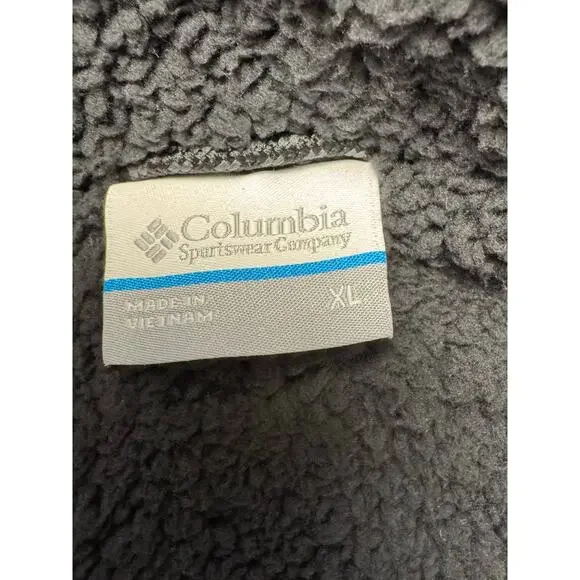 Columbia
Sportswear Company
MADE IN
VIETNAM
XL